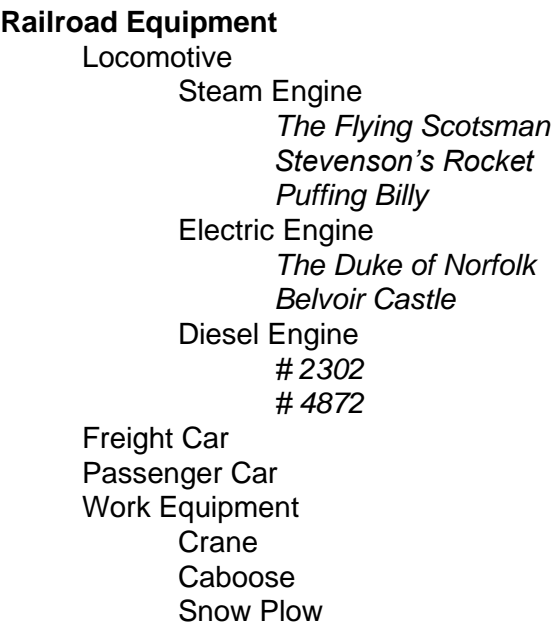 Railroad Equipment
Locomotive
Steam Engine
The Flying Scotsman
Stevenson’s Rocket
Puffing Billy
Electric Engine
The Duke of Norfolk
Belvoir Castle
Diesel Engine
# 2302
# 4872
Freight Car
Passenger Car
Work Equipment
Crane
Caboose
Snow Plow